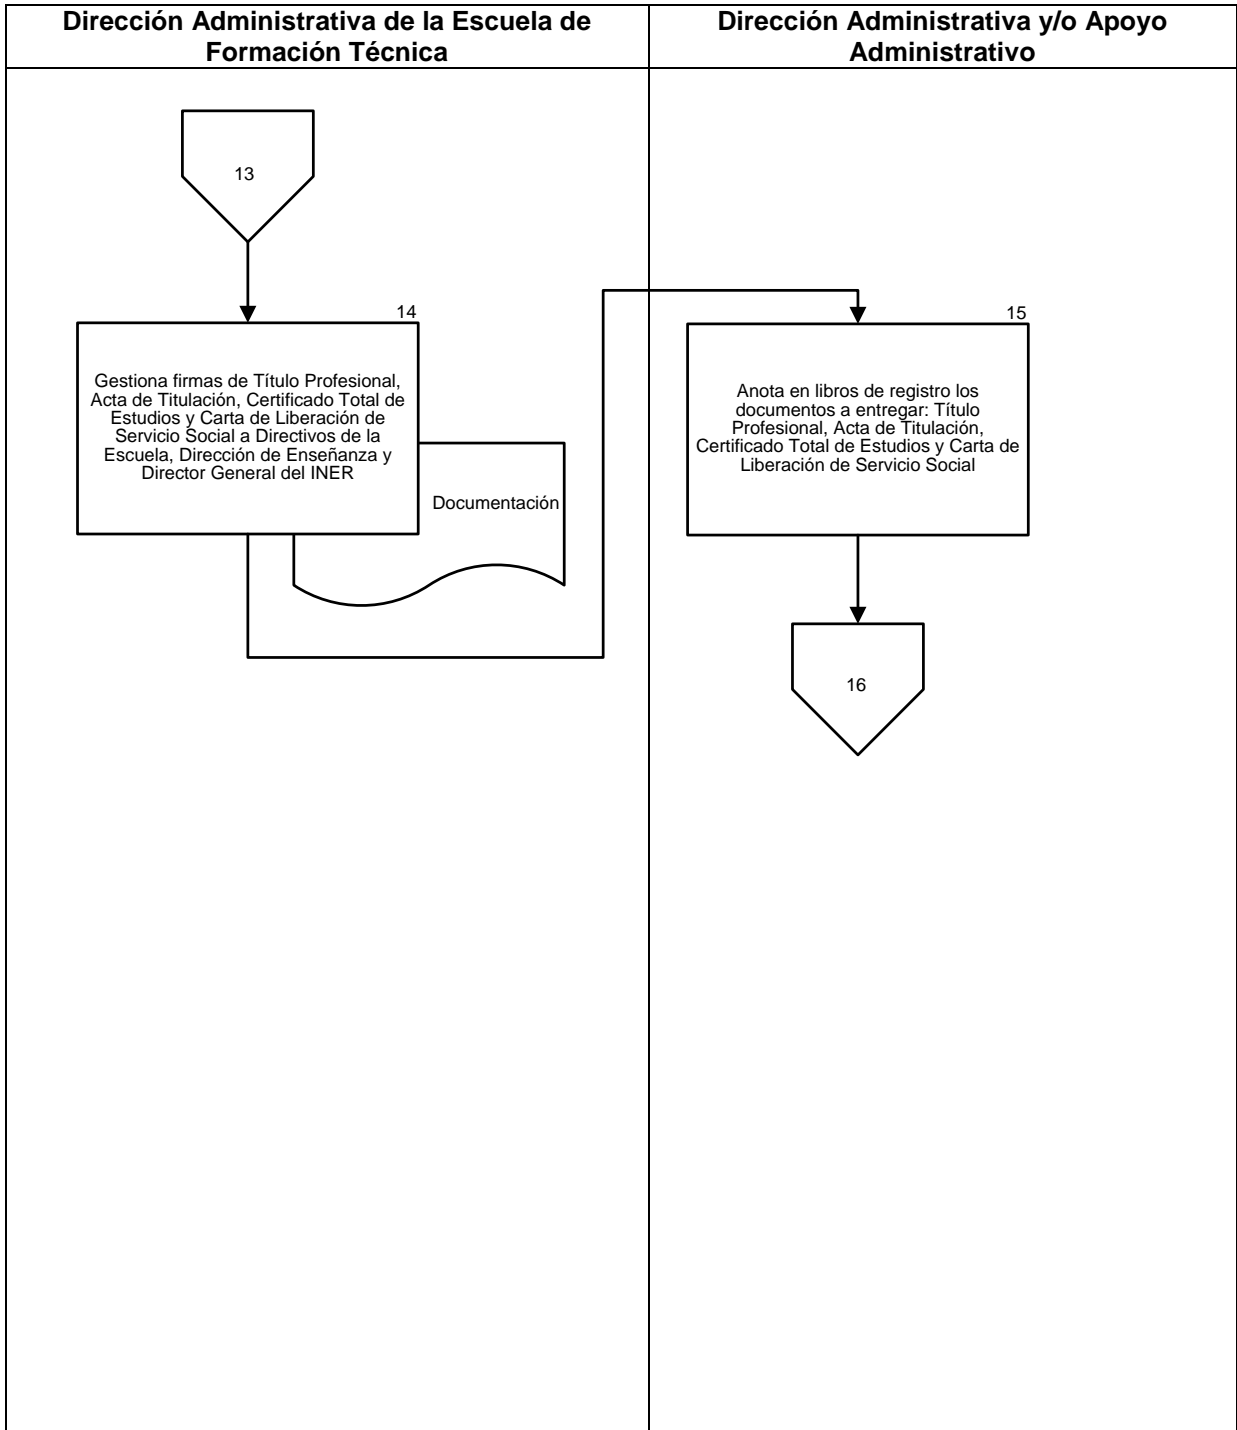 Dirección Administrativa de la Escuela de
Formación Técnica
Dirección Administrativa y/o Apoyo
Administrativo
13
14
Gestiona firmas de Título Profesional,
Acta de Titulación, Certificado Total de
Estudios y Carta de Liberación de
Servicio Social a Directivos de la
Escuela, Dirección de Enseñanza y
Director General del INER
Documentación
15
Anota en libros de registro los
documentos a entregar: Título
Profesional, Acta de Titulación,
Certificado Total de Estudios y Carta de
Liberación de Servicio Social
16